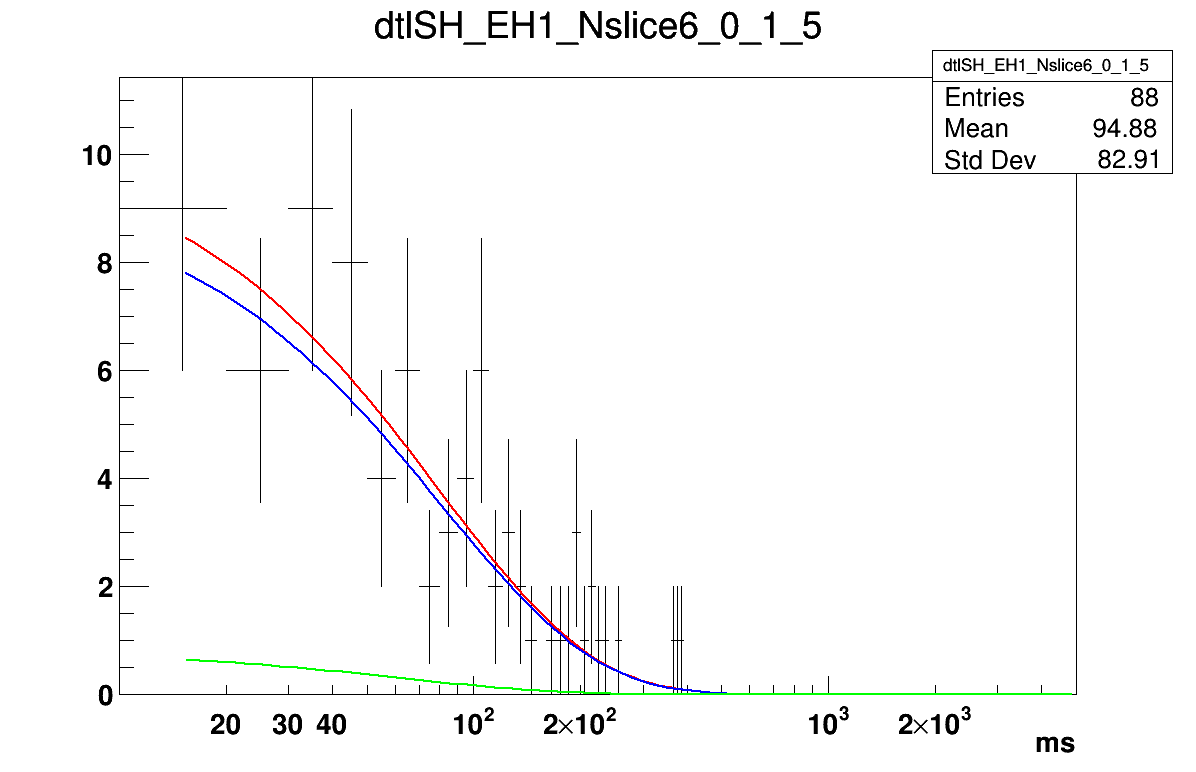 dtlSH_EH1_Nslice6_0_1_5
dtlSH_EH1_Nslice6_0_1_5
Entries 88
Mean 94.88
Std Dev 82.91
10
8
6
4
2
0
20 30 40 10² 2×10² 10³ 2×10³
ms